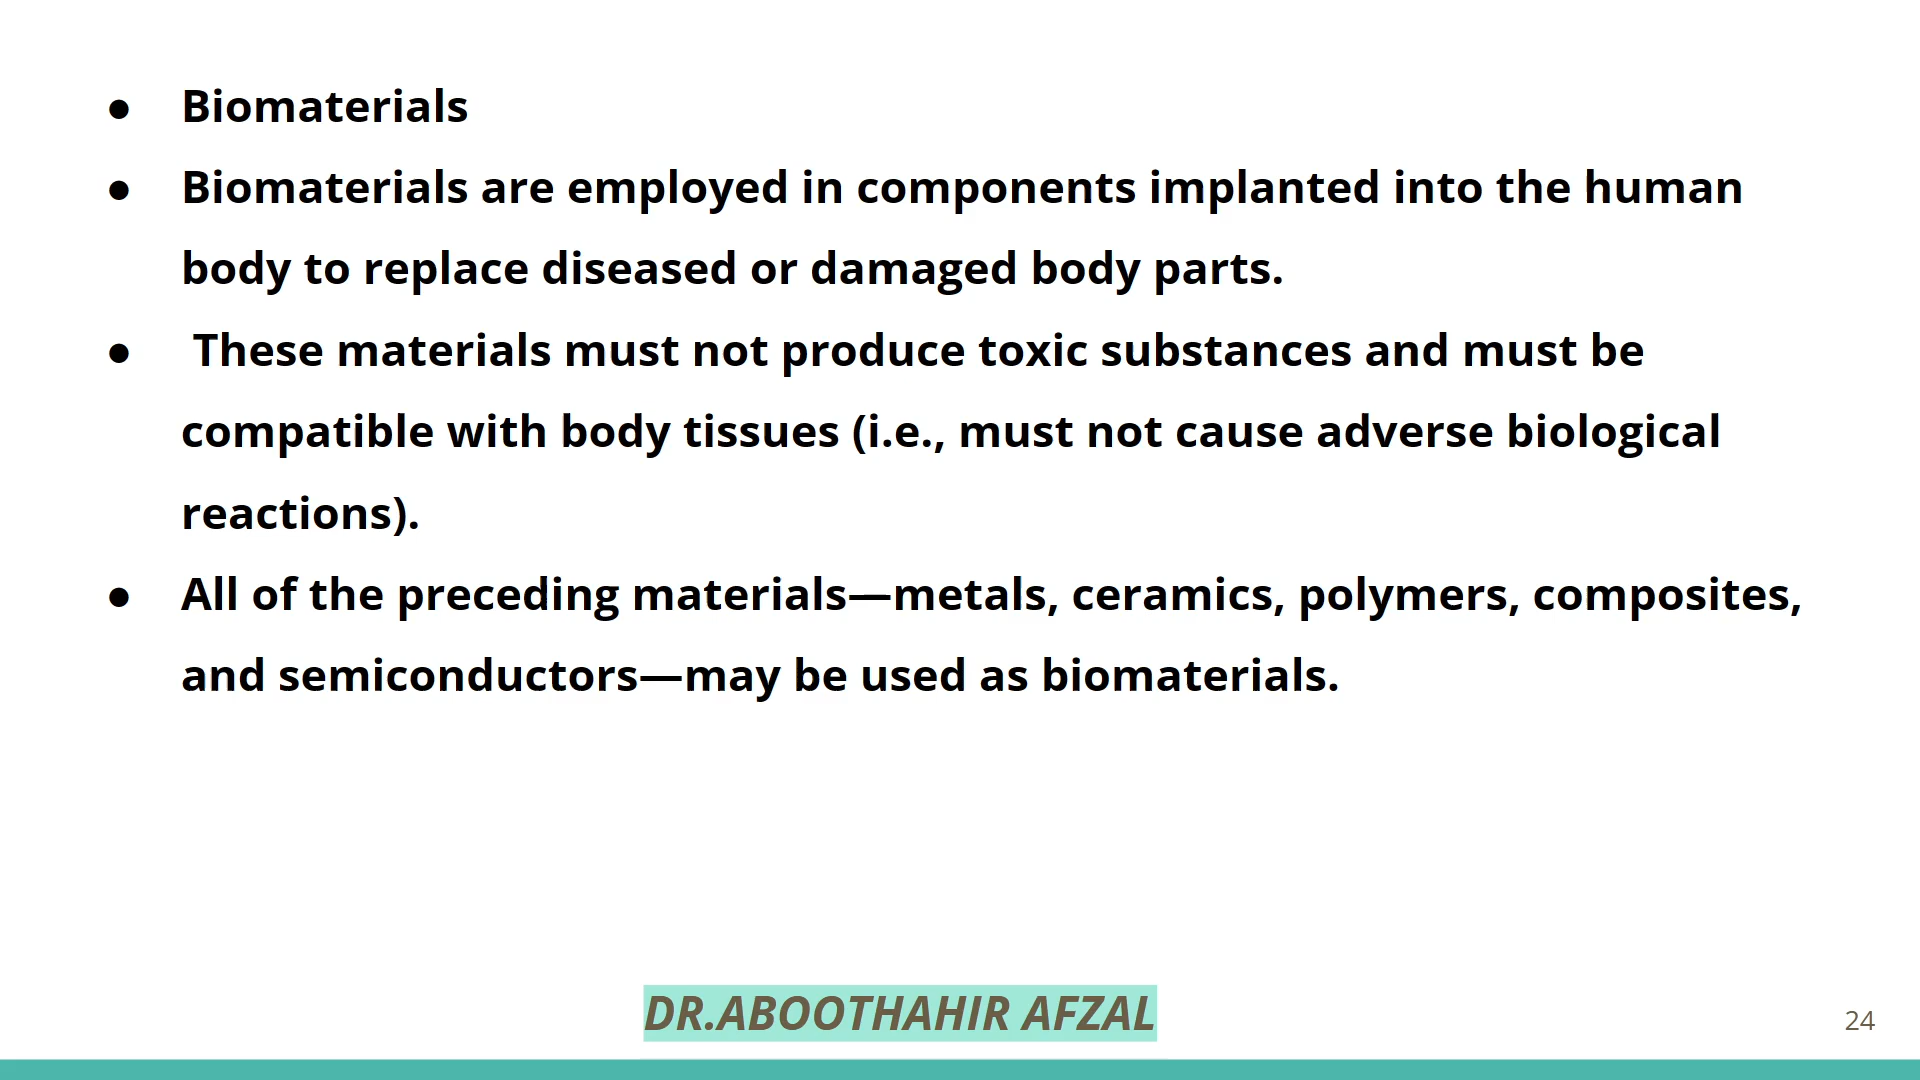 ● Biomaterials
● Biomaterials are employed in components implanted into the human
body to replace diseased or damaged body parts.
● These materials must not produce toxic substances and must be
compatible with body tissues (i.e., must not cause adverse biological
reactions).
● All of the preceding materials—metals, ceramics, polymers, composites,
and semiconductors—may be used as biomaterials.
DR.ABOOTHAHIR AFZAL
24